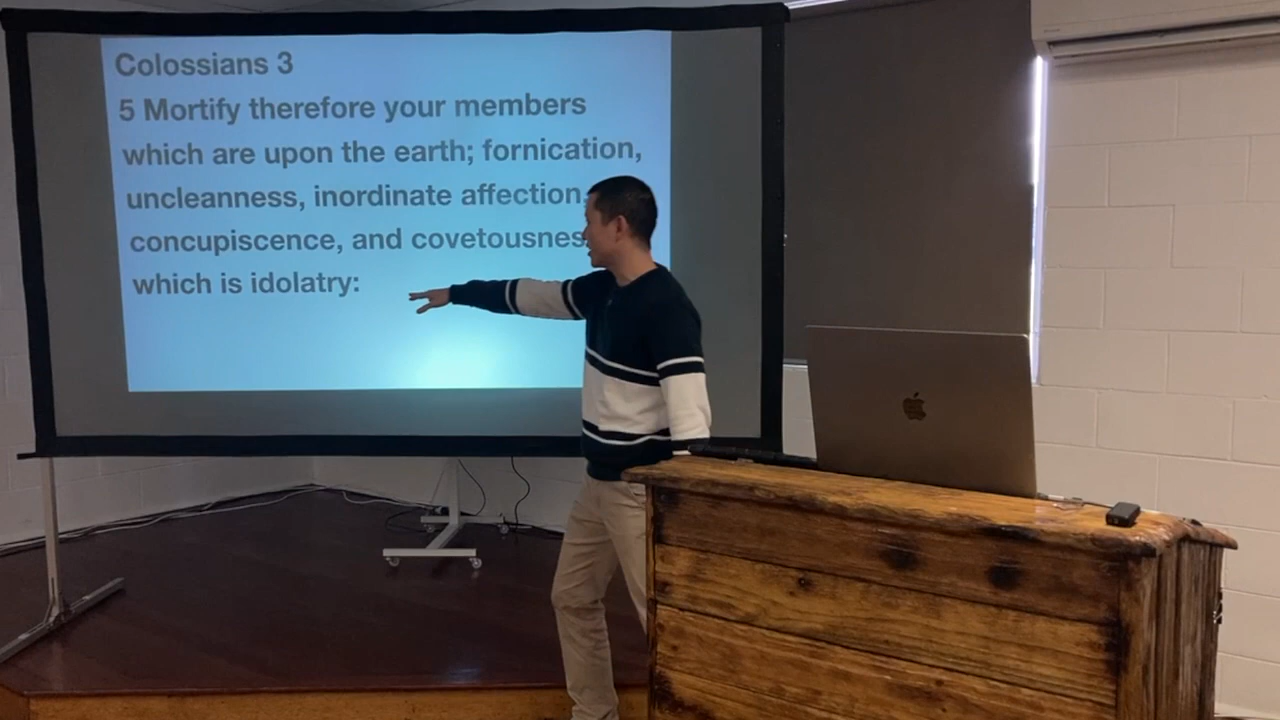 Colossians 3
5 Mortify therefore your members
which are upon the earth; fornication,
uncleanness, inordinate affection,
concupiscence, and covetousnes
which is idolatry: